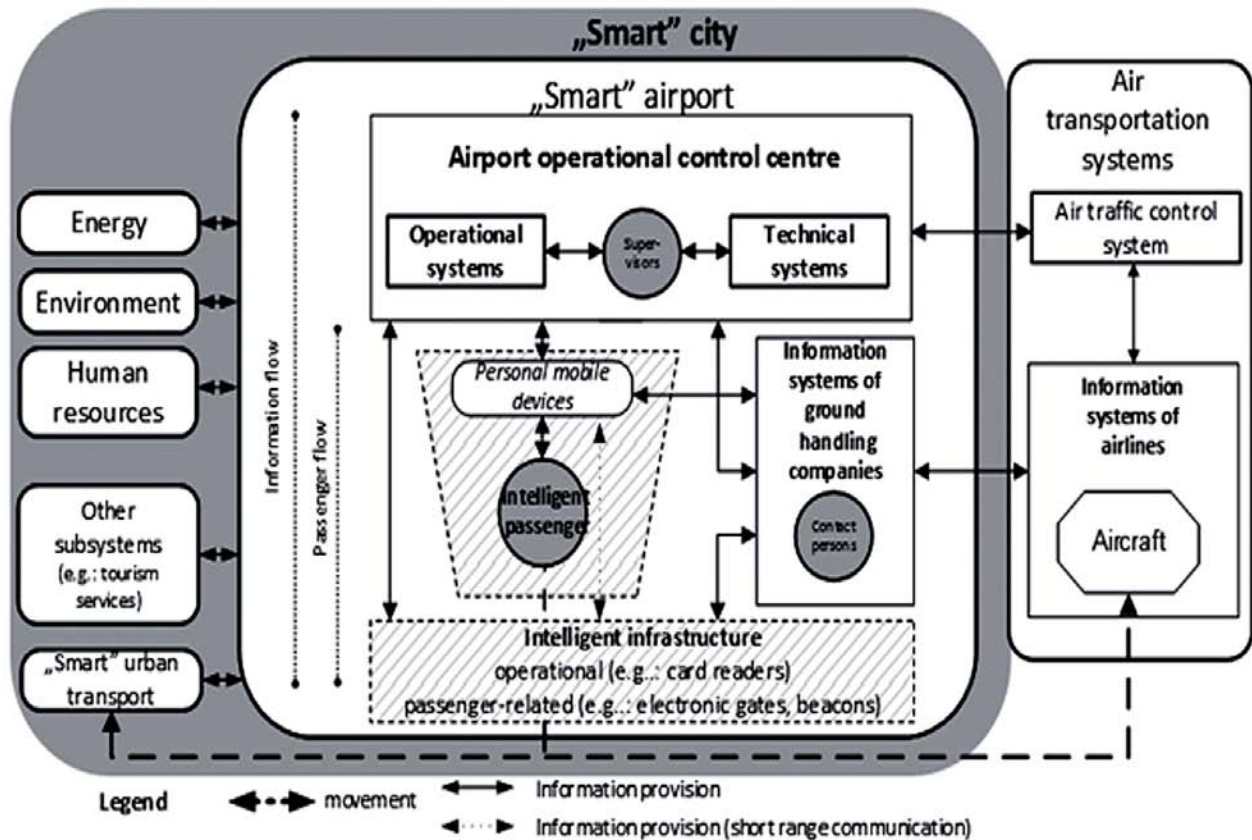 „Smart” city
„Smart” airport
Air
transportation
systems
Airport operational control centre
Operational
systems
Super-
visors
Technical
systems
Air traffic control
system
Energy
Environment
Human
resources
Other
subsystems
(e.g.: tourism
services)
„Smart” urban
transport
Information flow
Passenger flow
Personal mobile
devices
Intelligent
passenger
Information
systems of
ground
handling
companies
Contact
persons
Information
systems of
airlines
Aircraft
Intelligent infrastructure
operational (e.g..: card readers)
passenger-related (e.g..: electronic gates, beacons)
Legend
movement
Information provision
Information provision (short range communication)